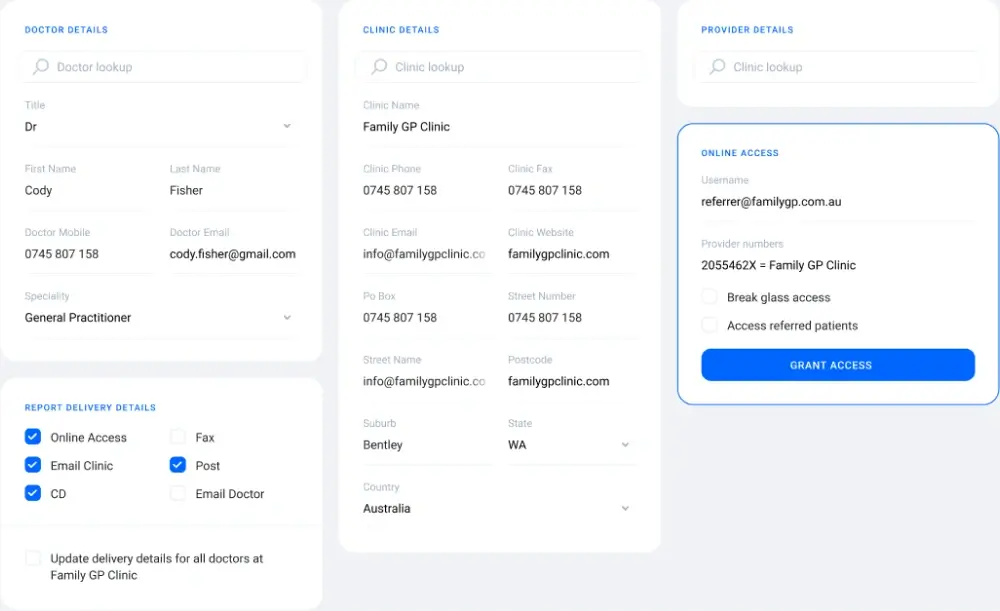 DOCTOR DETAILS
Doctor lookup
Title
Dr
First Name Last Name
Cody Fisher
Doctor Mobile Doctor Email
0745 807 158 cody.fisher@gmail.com
Speciality
General Practitioner
REPORT DELIVERY DETAILS
Online Access Fax
Email Clinic Post
CD Email Doctor
Update delivery details for all doctors at
Family GP Clinic
CLINIC DETAILS
Clinic lookup
Clinic Name
Family GP Clinic
Clinic Phone Clinic Fax
0745 807 158 0745 807 158
Clinic Email Clinic Website
info@familygpclinic.co familygpclinic.com
Po Box Street Number
0745 807 158 0745 807 158
Street Name Postcode
info@familygpclinic.co familygpclinic.com
Suburb State
Bentley WA
Country
Australia
PROVIDER DETAILS
Clinic lookup
ONLINE ACCESS
Username
referrer@familygp.com.au
Provider numbers
2055462X = Family GP Clinic
Break glass access
Access referred patients
GRANT ACCESS